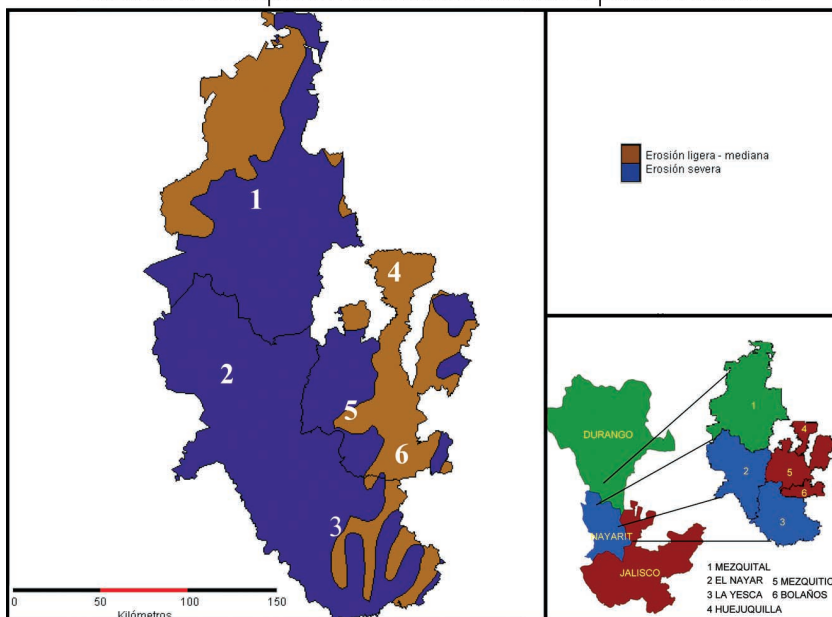 1
2
3
4
5
6
0 50 100 150
Kilómetros
Erosión ligera - mediana
Erosión severa
DURANGO
NAYARIT
JALISCO
1
2
3
4
5
6
1 MEZQUITAL
2 EL NAYAR 5 MEZQUITIC
3 LA YESCA 6 BOLAÑOS
4 HUEJUQUILLA